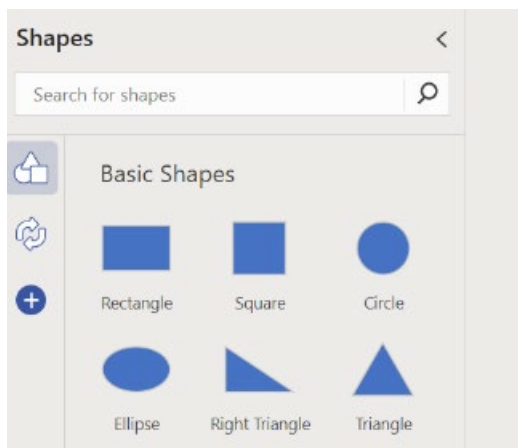 Shapes
Search for shapes
Basic Shapes
Rectangle Square Circle
Ellipse Right Triangle Triangle